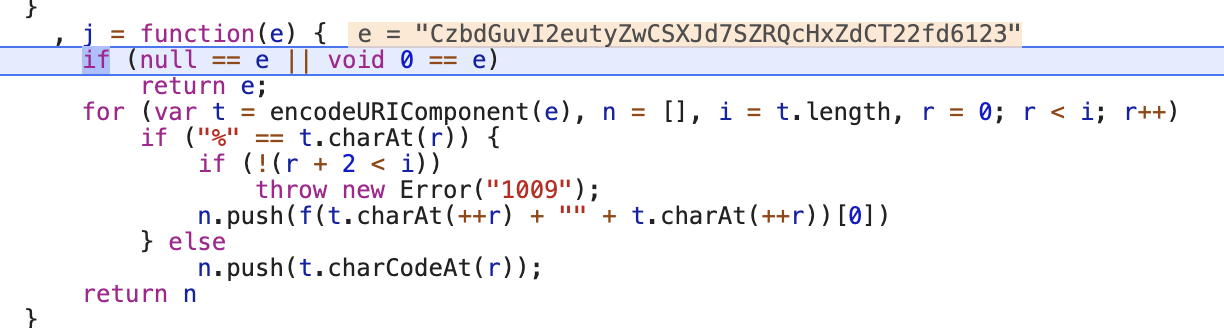 }
, j = function(e) { e = "CzbdGuvI2eutyZwCSXJd7SZRQcHxZdCT22fd6123"
if (null == e || void 0 == e)
return e;
for (var t = encodeURIComponent(e), n = [], i = t.length, r = 0; r < i; r++)
if ("%" == t.charAt(r)) {
if (!(r + 2 < i))
throw new Error("1009");
n.push(f(t.charAt(++r) + "" + t.charAt(++r))[0])
} else
n.push(t.charCodeAt(r));
return n
}